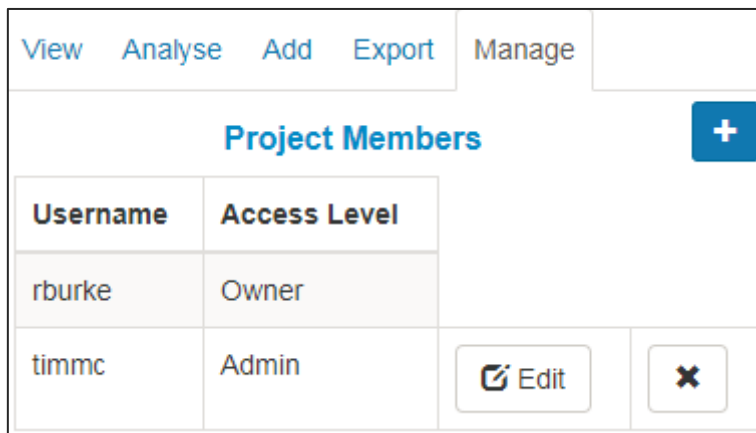 View Analyse Add Export Manage
Project Members +
Username Access Level
rburke Owner
timmc Admin Edit